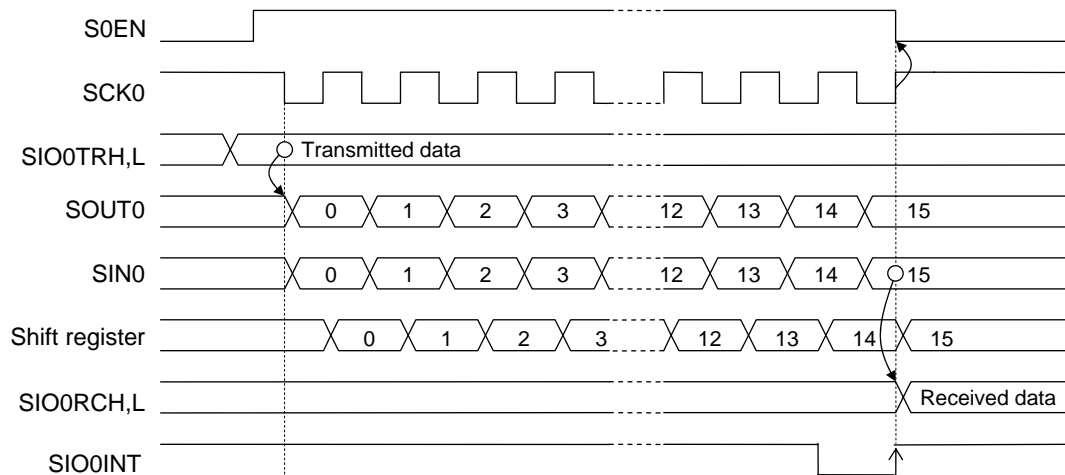 S0EN
SCK0
SIO0TRH,L Transmitted data
SOUT0 0 1 2 3 12 13 14 15
SIN0 0 1 2 3 12 13 14 15
Shift register 0 1 2 3 12 13 14 15
SIO0RCH,L Received data
SIO0INT